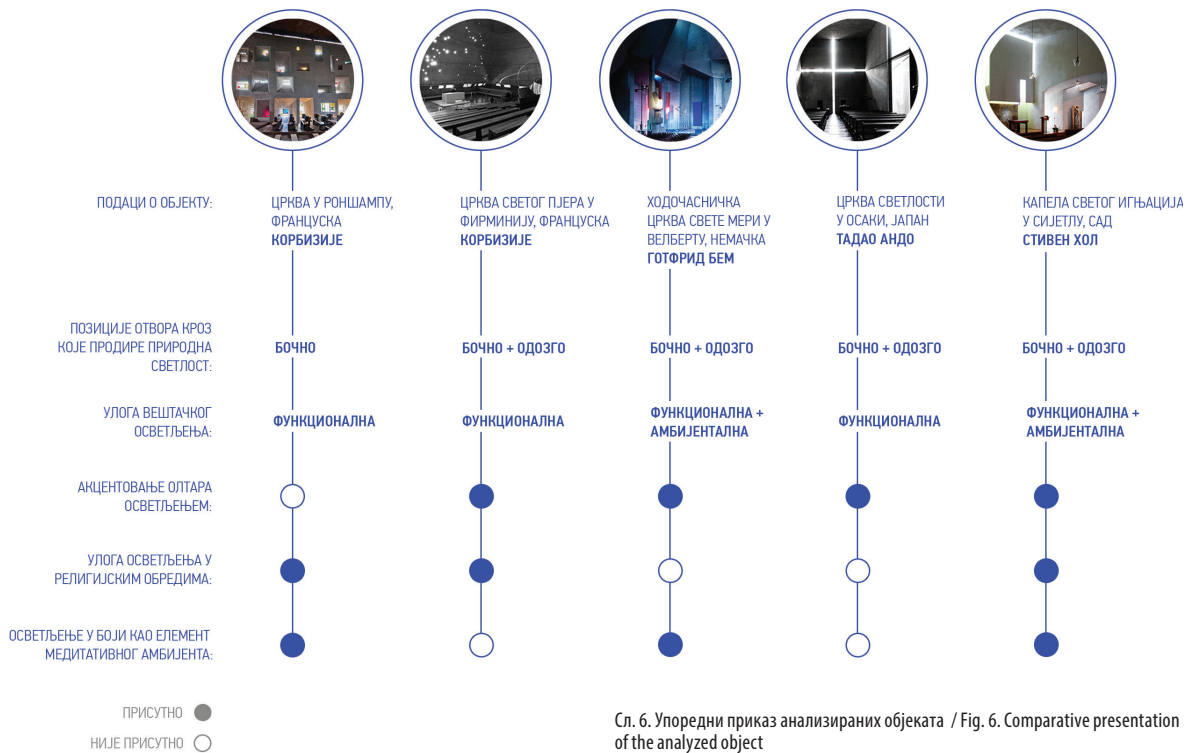 ПОДАЦИ О ОБЈЕКТУ:
ЦРКВА У РОНШАМПУ,
ФРАНЦУСКА
КОРБИЗИЈЕ
ЦРКВА СВЕТОГ ПЈЕРА У
ФИРМИНИЈУ, ФРАНЦУСКА
КОРБИЗИЈЕ
ХОДОЧАСНИЧКА
ЦРКВА СВЕТЕ МЕРИ У
ВЕЛБЕРТУ, НЕМАЧКА
ГОТФРИД БЕМ
ЦРКВА СВЕТЛОСТИ
У ОСАКИ, ЈАПАН
ТАДАО АНДО
КАПЕЛА СВЕТОГ ИГЊАЦИЈА
У СИЈЕТЛУ, САД
СТИВЕН ХОЛ
ПОЗИЦИЈЕ ОТВОРА КРОЗ
КОЈЕ ПРОДИРЕ ПРИРОДНА
СВЕТЛОСТ:
БОЧНО
БОЧНО + ОДОЗГО
БОЧНО + ОДОЗГО
БОЧНО + ОДОЗГО
БОЧНО + ОДОЗГО
УЛОГА ВЕШТАЧКОГ
ОСВЕТЉЕЊА:
ФУНКЦИОНАЛНА
ФУНКЦИОНАЛНА
ФУНКЦИОНАЛНА +
АМБИЈЕНТАЛНА
ФУНКЦИОНАЛНА
ФУНКЦИОНАЛНА +
АМБИЈЕНТАЛНА
АКЦЕНТОВАЊЕ ОЛТАРА
ОСВЕТЉЕЊЕМ:
УЛОГА ОСВЕТЉЕЊА У
РЕЛИГИЈСКИМ ОБРЕДИМА:
ОСВЕТЉЕЊЕ У БОЈИ КАО ЕЛЕМЕНТ
МЕДИТАТИВНОГ АМБИЈЕНТА:
ПРИСУТНО
НИЈЕ ПРИСУТНО
Сл. 6. Упоредни приказ анализираних објеката / Fig. 6. Comparative presentation
of the analyzed object